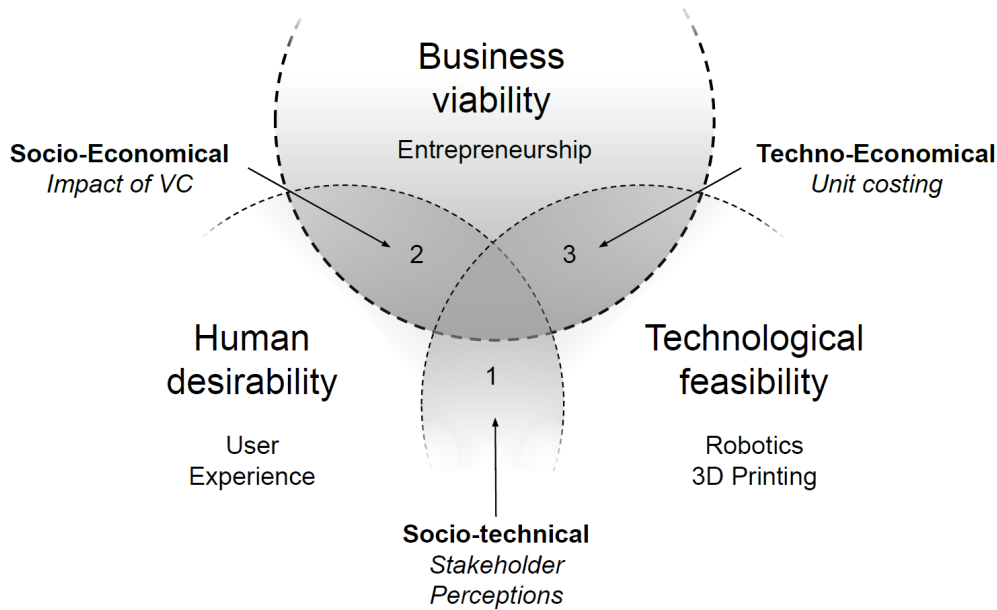 Business
viability
Entrepreneurship
Socio-Economical
Impact of VC
Techno-Economical
Unit costing
2
3
Human
desirability
User
Experience
1
Technological
feasibility
Robotics
3D Printing
Socio-technical
Stakeholder
Perceptions